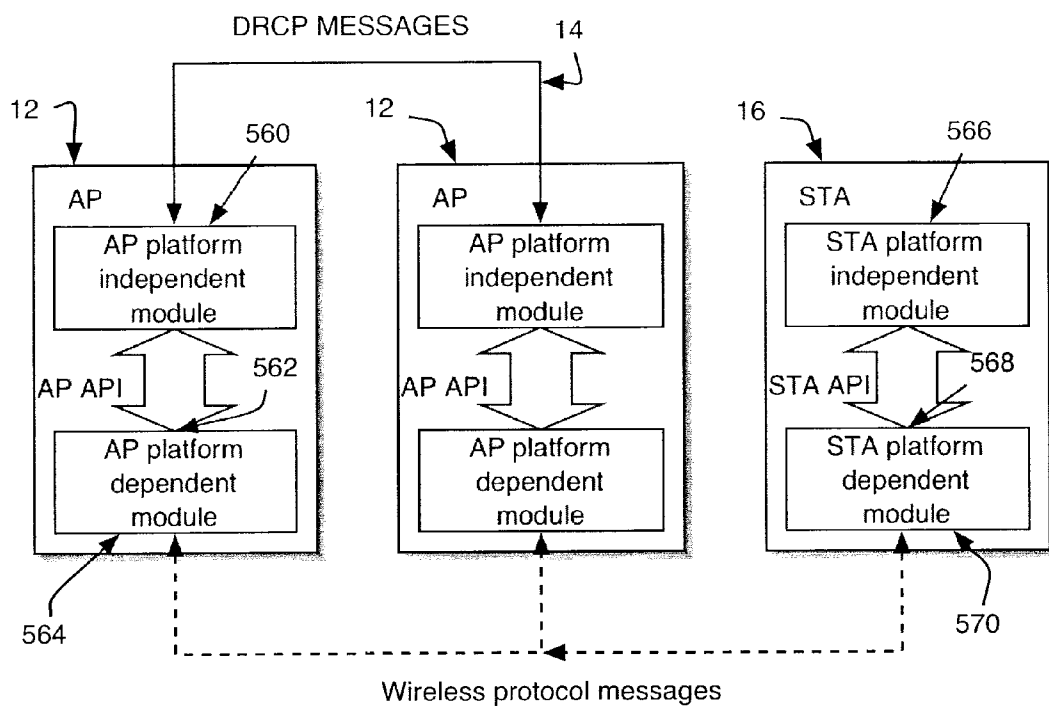 DRCP MESSAGES
14
12
12
16
560
566
AP
AP
STA
AP platform
independent
module
AP platform
independent
module
STA platform
independent
module
562
568
AP API
AP API
STA API
AP platform
dependent
module
AP platform
dependent
module
STA platform
dependent
module
564
570
Wireless protocol messages